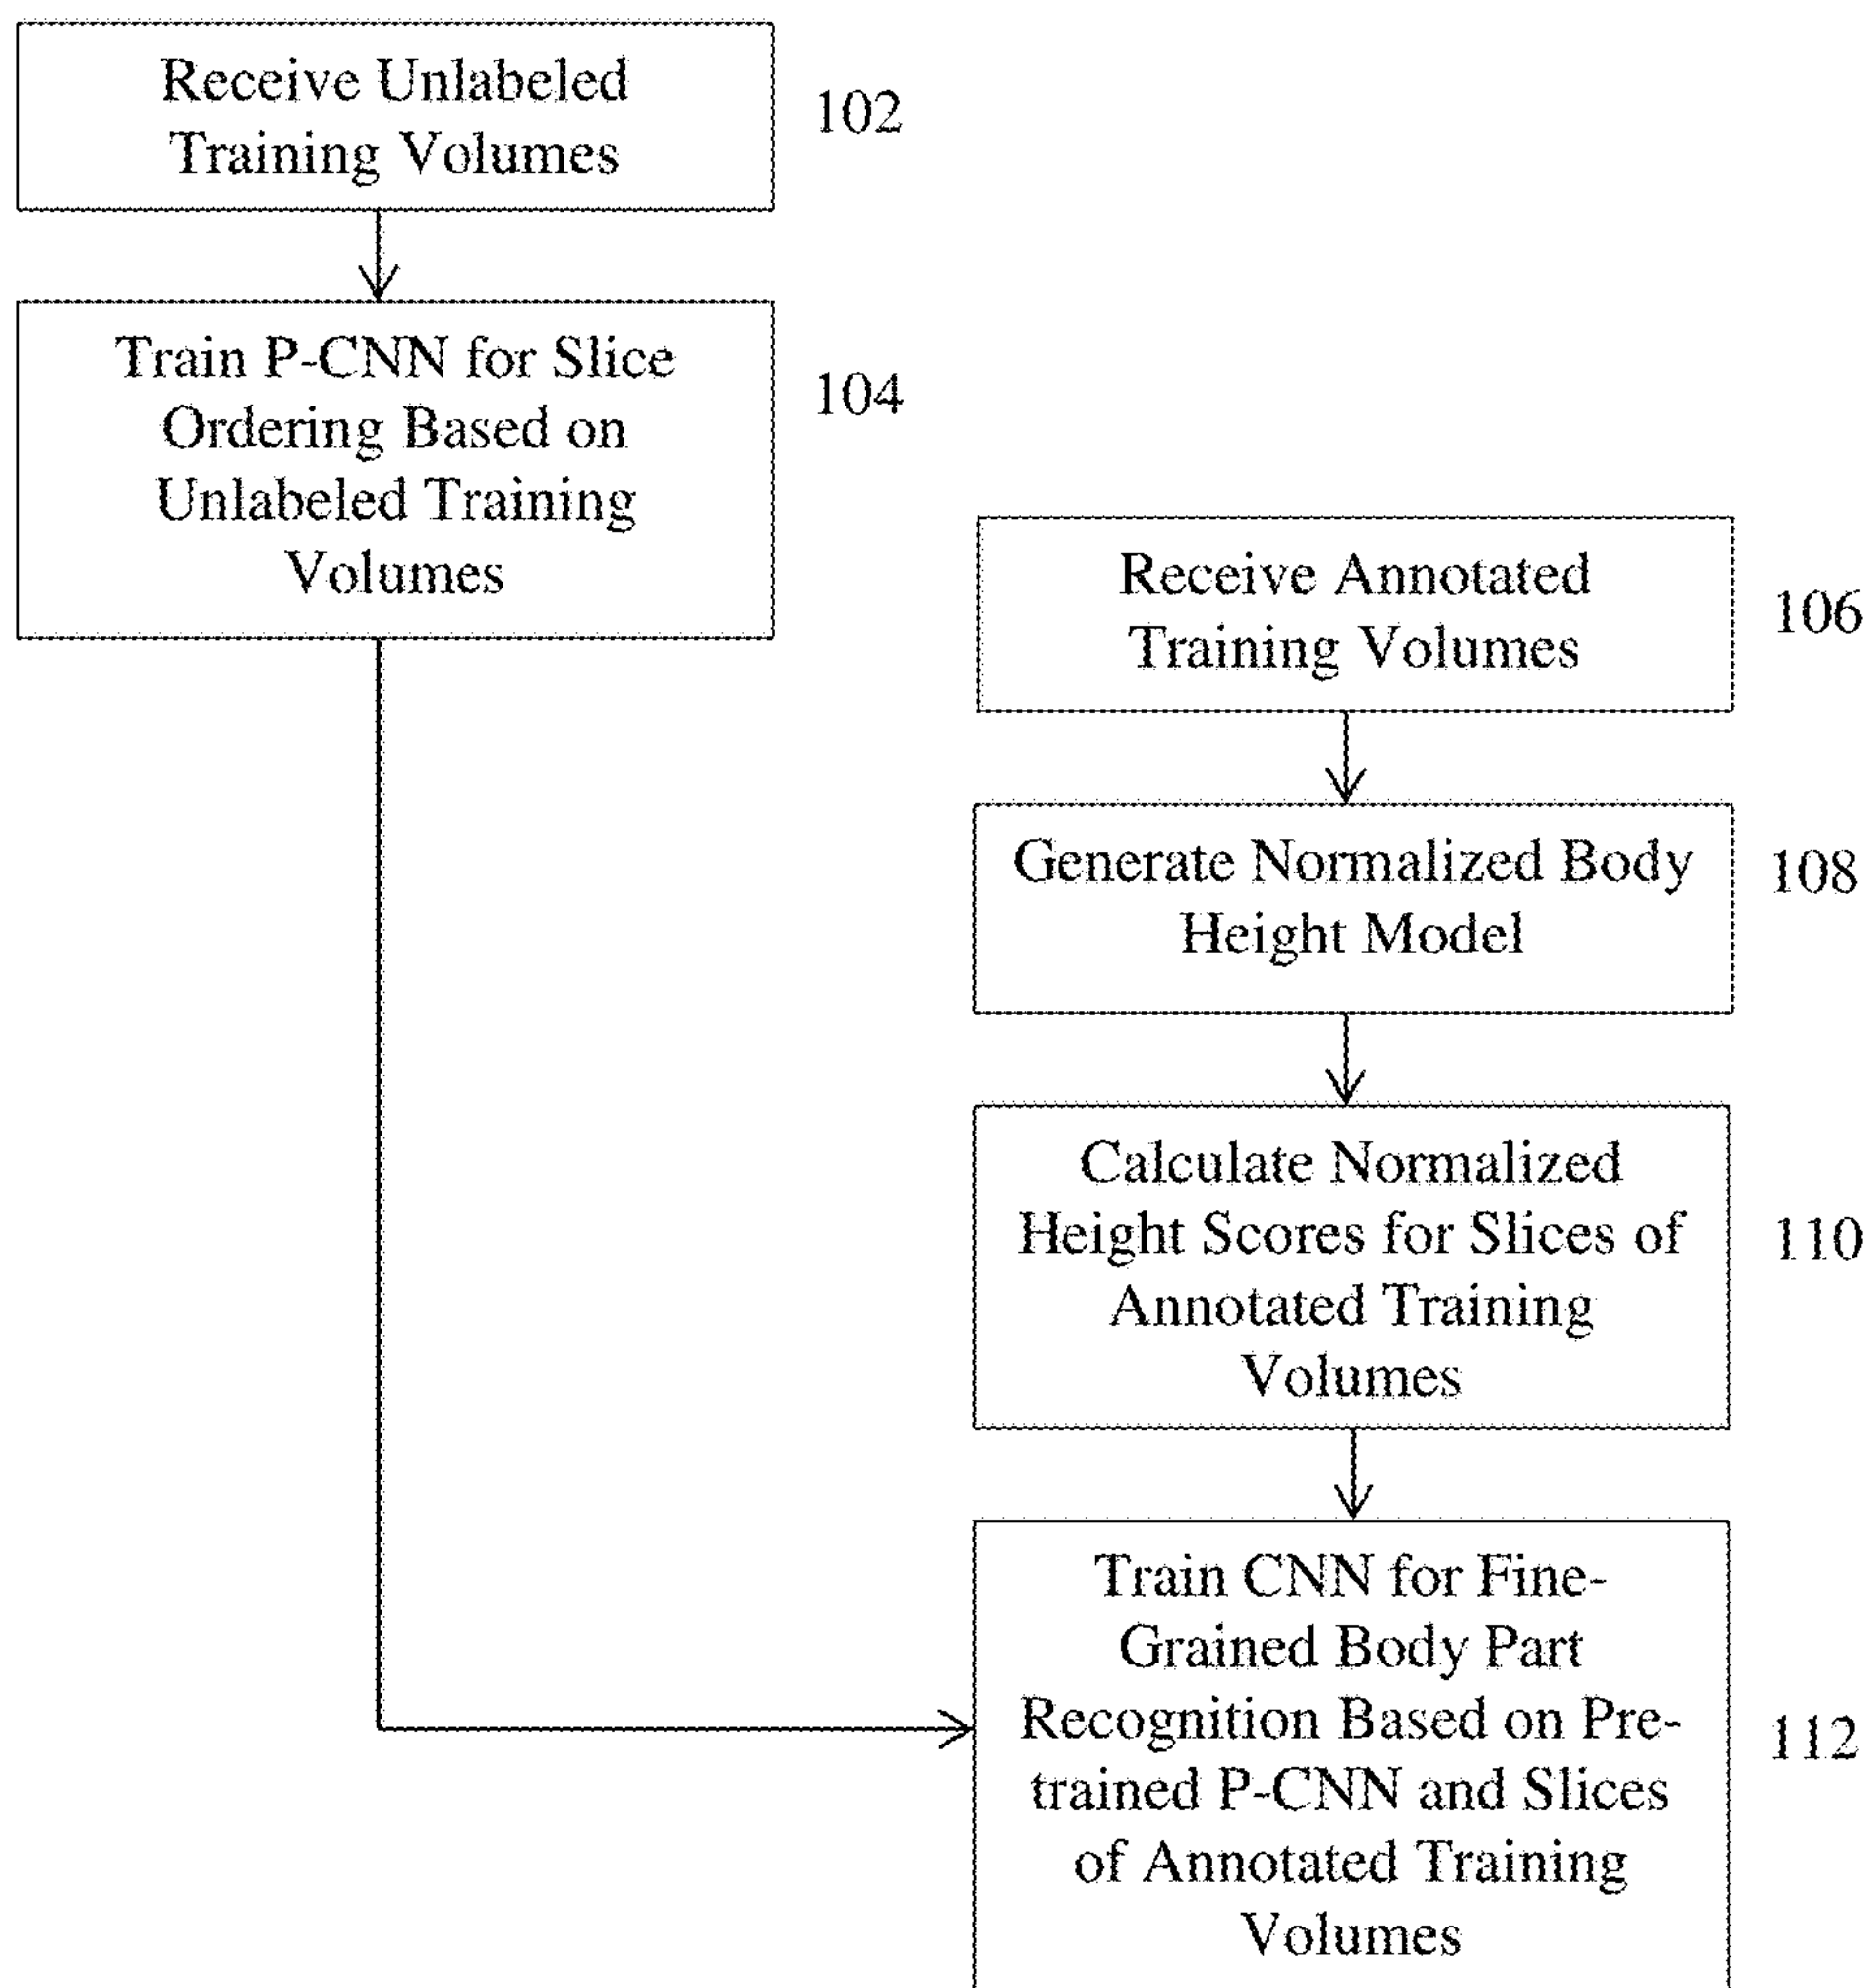 Receive Unlabeled
Training Volumes
102
Train P-CNN for Slice
Ordering Based on
Unlabeled Training
Volumes
104
Receive Annotated
Training Volumes
106
Generate Normalized Body
Height Model
108
Calculate Normalized
Height Scores for Slices of
Annotated Training
Volumes
110
Train CNN for Fine-
Grained Body Part
Recognition Based on Pre-
trained P-CNN and Slices
of Annotated Training
Volumes
112